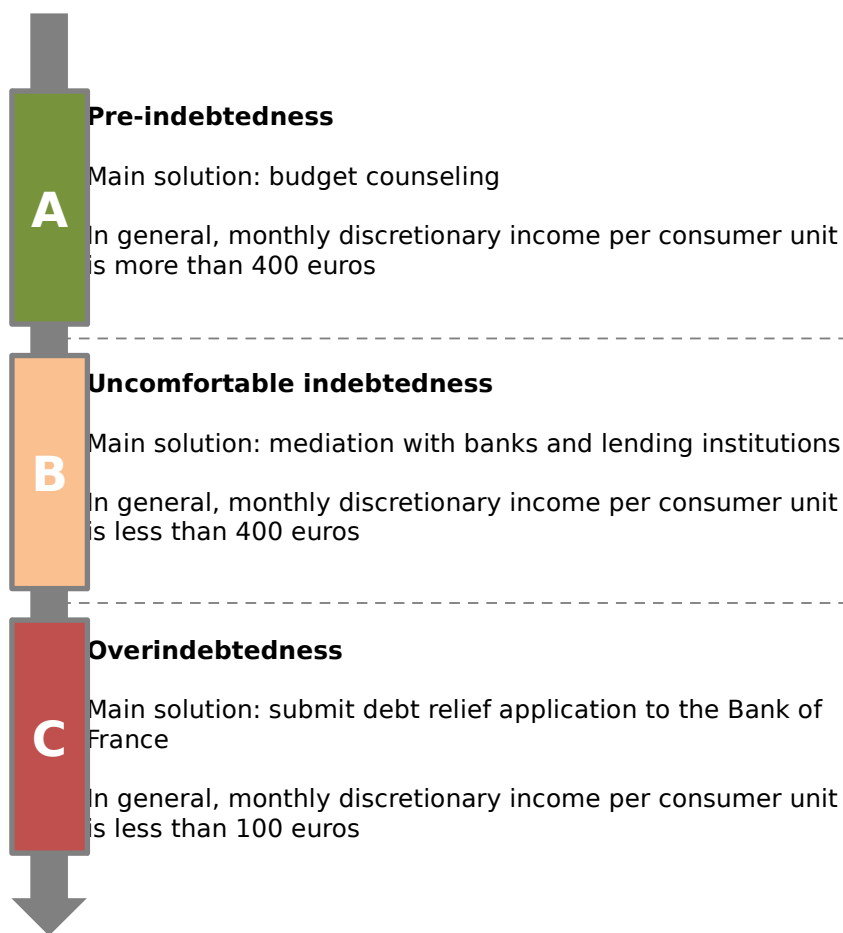 Pre-indebtedness
Main solution: budget counseling
A
In general, monthly discretionary income per consumer unit
is more than 400 euros
Uncomfortable indebtedness
Main solution: mediation with banks and lending institutions
B
In general, monthly discretionary income per consumer unit
is less than 400 euros
Overindebtedness
Main solution: submit debt relief application to the Bank of
France
C
In general, monthly discretionary income per consumer unit
is less than 100 euros